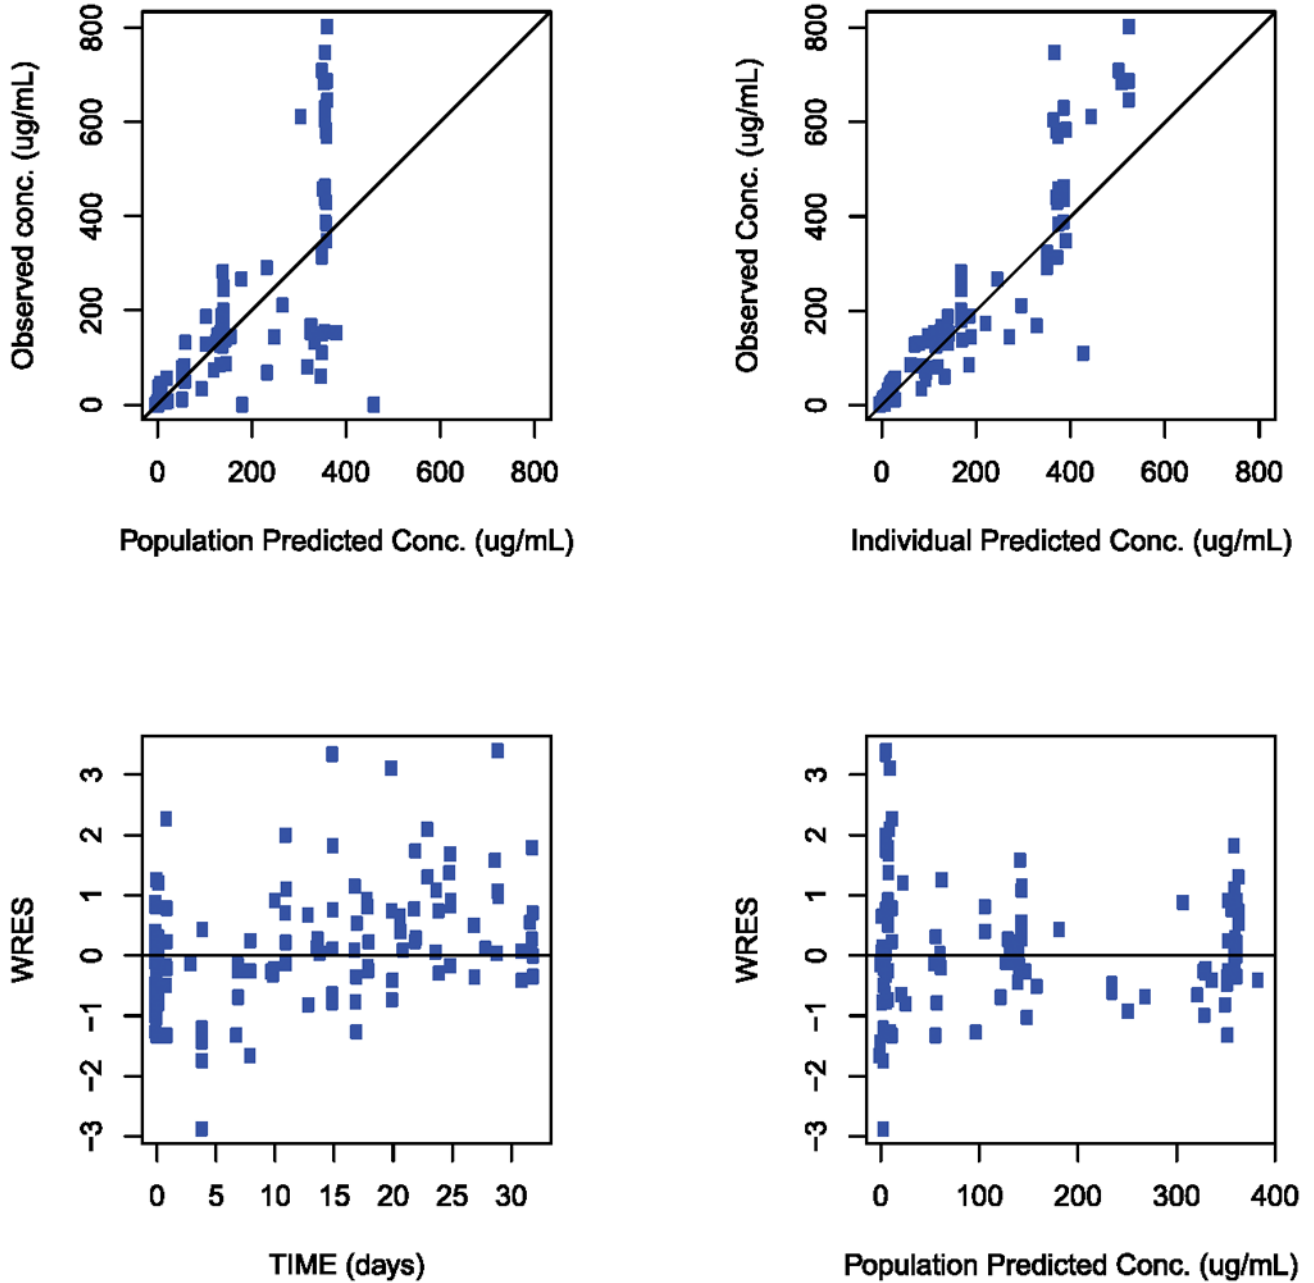 Observed conc. (ug/mL)
0 200 400 600 800
0 200 400 600 800
Population Predicted Conc. (ug/mL)
Observed Conc. (ug/mL)
0 200 400 600 800
0 200 400 600 800
Individual Predicted Conc. (ug/mL)
WRES
−3 −2 −1 0 1 2 3
0 5 10 15 20 25 30
TIME (days)
WRES
−3 −2 −1 0 1 2 3
0 100 200 300 400
Population Predicted Conc. (ug/mL)